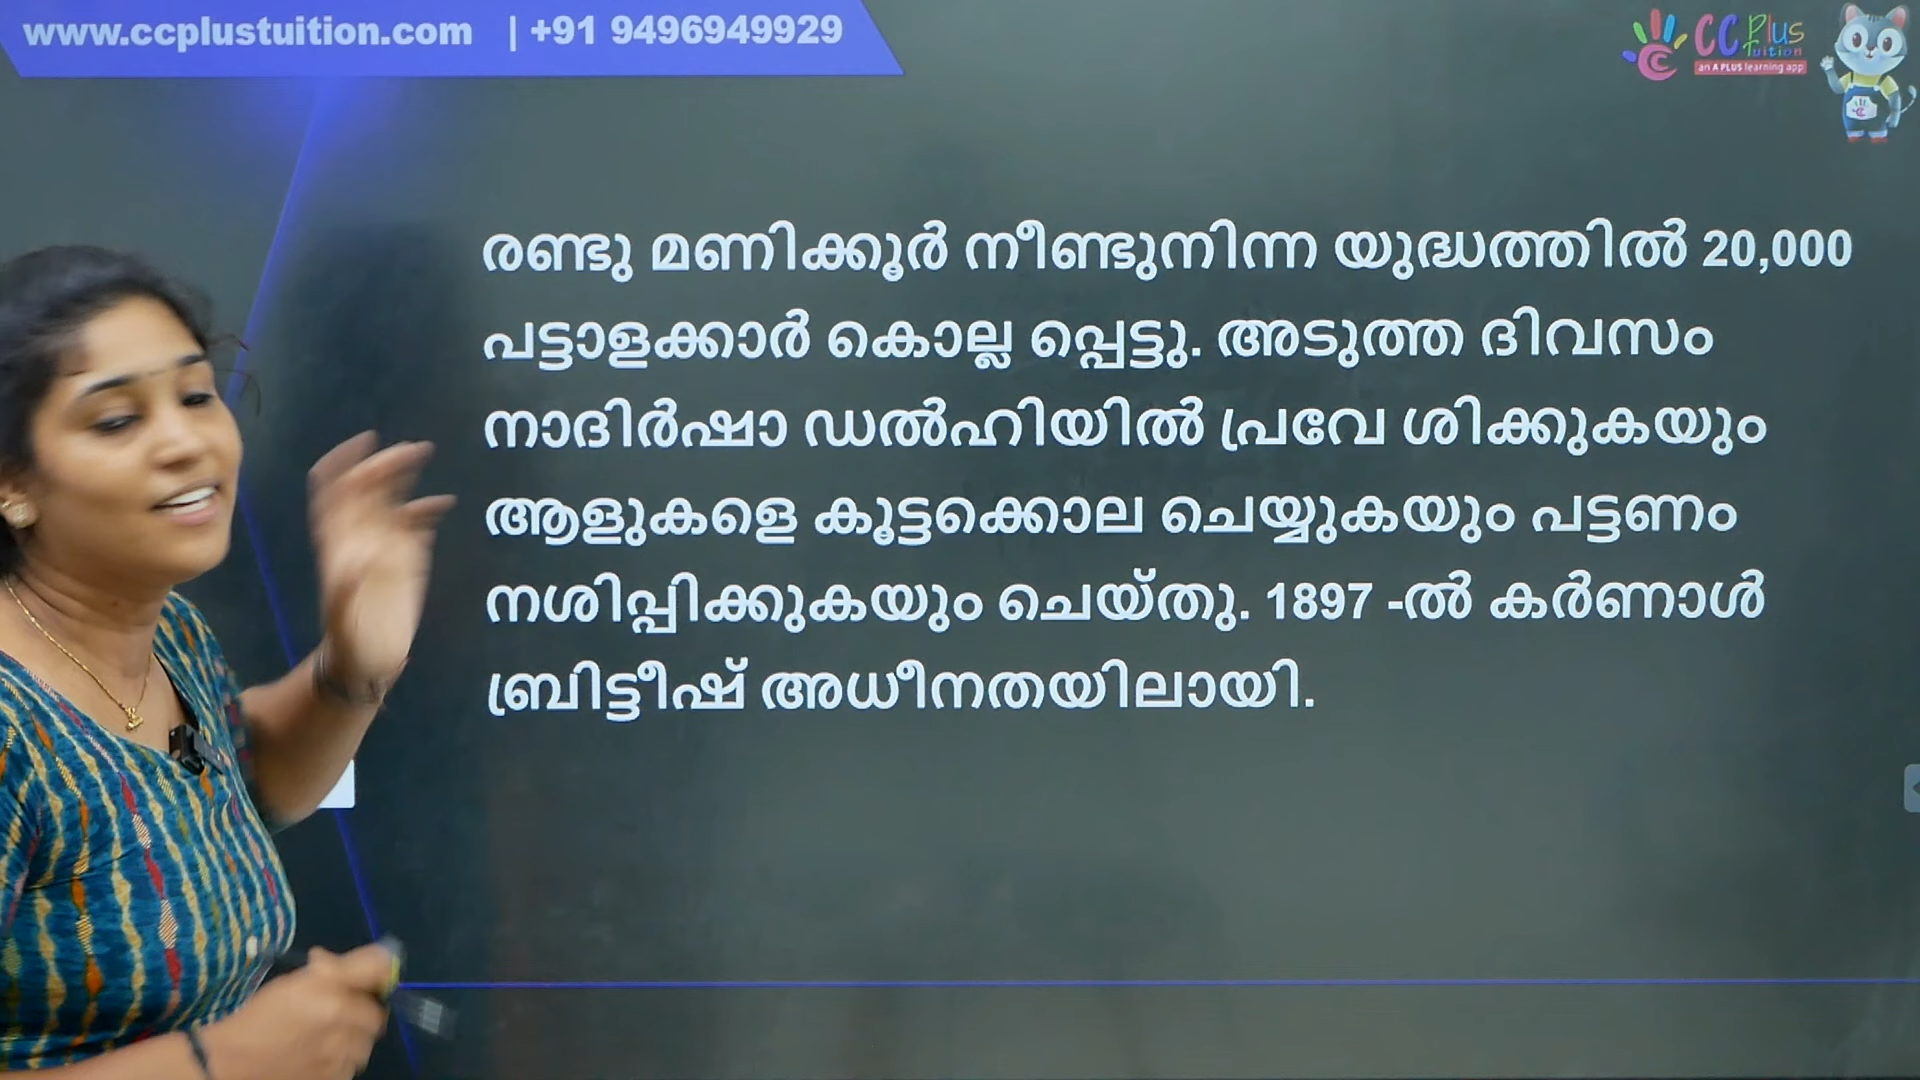 www.ccplustuition.com | +91 9496949929
CC Plus
Tuition
an A PLUS learning app
രണ്ടു മണിക്കൂർ നീണ്ടുനിന്ന യുദ്ധത്തിൽ 20,000
പട്ടാളക്കാർ കൊല്ല പ്പെട്ടു. അടുത്ത ദിവസം
നാദിർഷാ ഡൽഹിയിൽ പ്രവേ ശിക്കുകയും
ആളുകളെ കൂട്ടക്കൊല ചെയ്യുകയും പട്ടണം
നശിപ്പിക്കുകയും ചെയ്തു. 1897 -ൽ കർണാൾ
ബ്രിട്ടീഷ് അധീനതയിലായി.